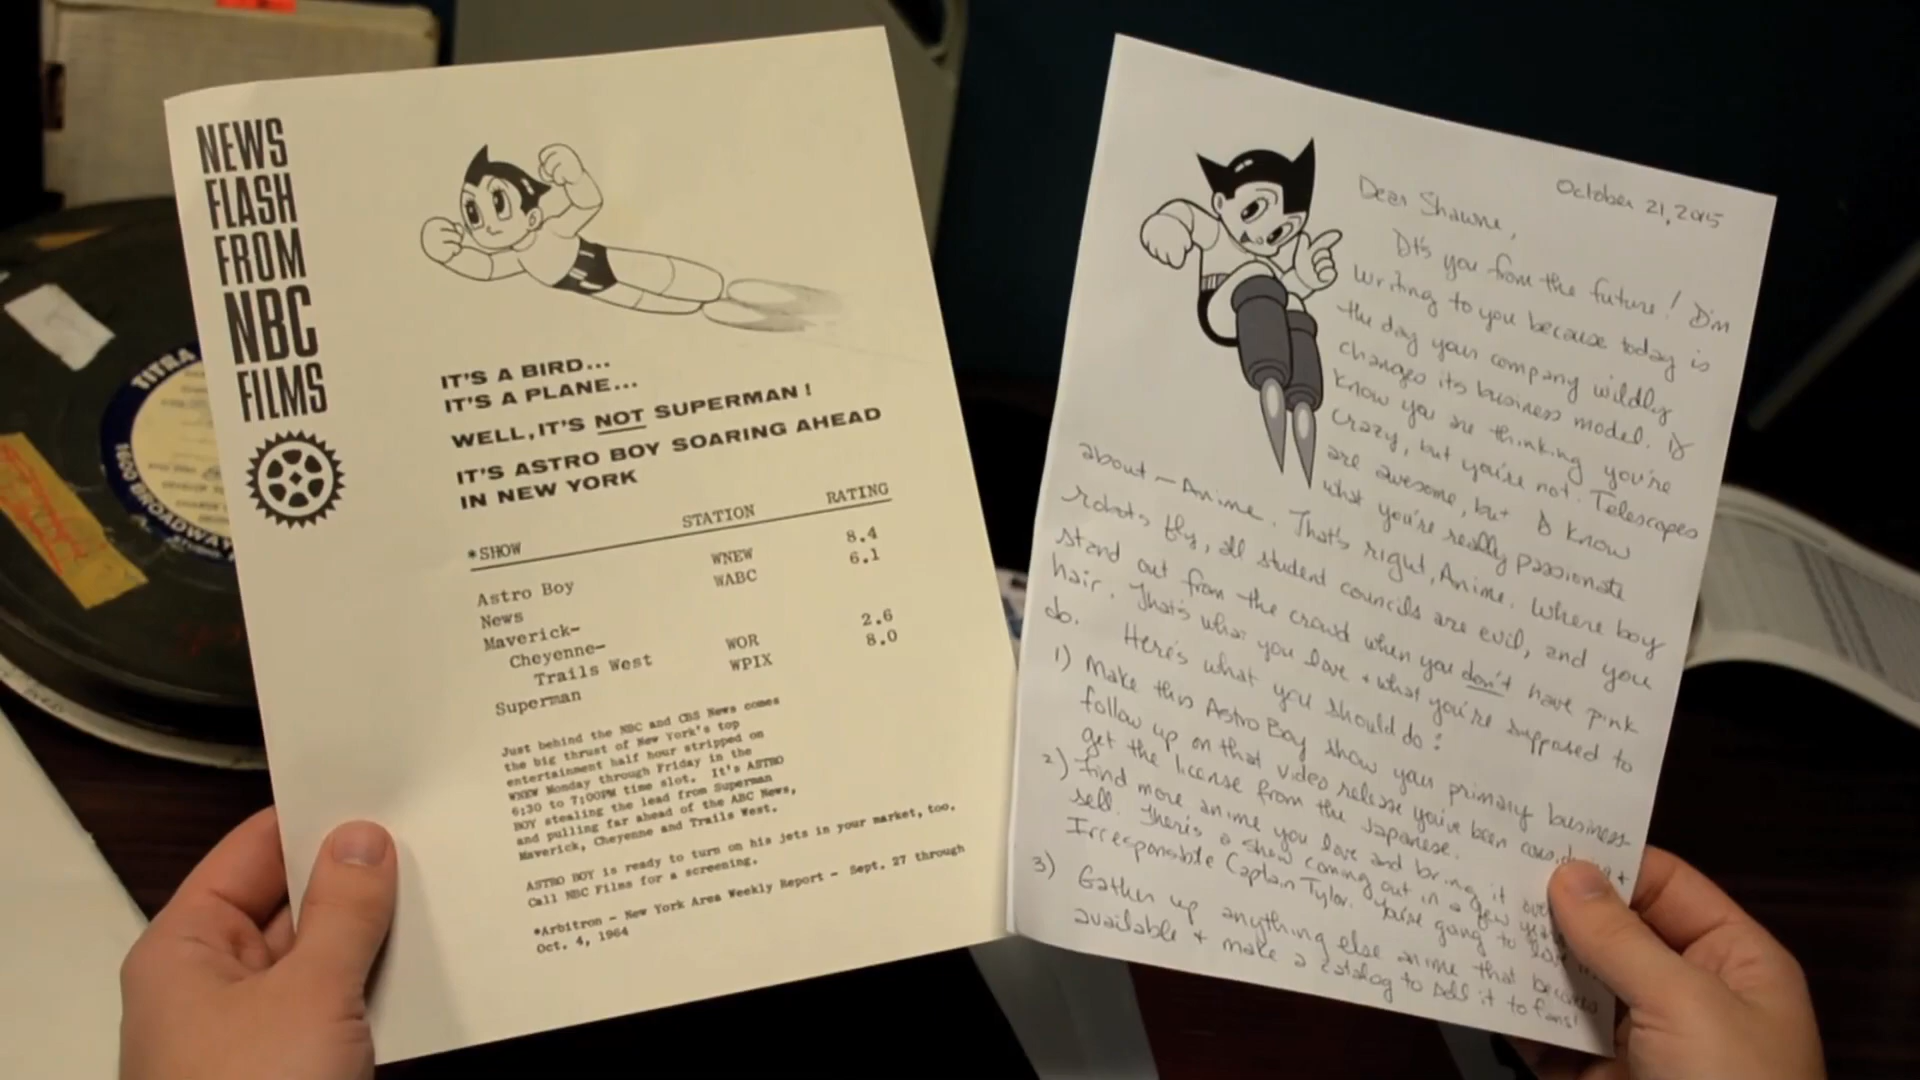 NEWS
FLASH
FROM
NBC
FILMS
IT'S A BIRD...
IT'S A PLANE...
WELL, IT'S NOT SUPERMAN!
IT'S ASTRO BOY SOARING AHEAD
IN NEW YORK
*SHOW STATION RATING
Astro Boy WNEW 8.4
News WABC 6.1
Maverick-
Cheyenne-
Trails West WOR 2.6
Superman WPIX 8.0
Just behind the NBC and CBS News comes
the big thrust of New York's top
entertainment half hour stripped on
WNEW Monday through Friday in the
6:30 to 7:00PM time slot. It's ASTRO
BOY stealing the lead from Superman
and pulling far ahead of the ABC News,
Maverick, Cheyenne and Trails West.
ASTRO BOY is ready to turn on his jets in your market, too.
Call NBC Films for a screening.
*Arbitron - New York Area Weekly Report - Sept. 27 through
Oct. 4, 1964
October 21, 2015
Dear Shawne,
It's you from the future! I'm
writing to you because today is
the day your company wildly
changes its business model. I
know you are thinking you're
crazy, but you're not. Telescopes
are awesome, but I know
what you're really passionate
about - Anime. That's right, Anime. Where boy
robots fly, all student councils are evil, and you
stand out from the crowd when you don't have pink
hair. That's what you love + what you're supposed to
do. Here's what you should do:
1) Make this Astro Boy show your primary business
follow up on that video release you've been +
get the license from the Japanese.
2) Find more anime you love and bring it
sell. There's a show coming out in a few
Irresponsible Captain Tylor. You're going to
3) Gather up anything else anime that becomes
available + make a catalog to sell it to fans!
TITRA
1600 BROADWAY